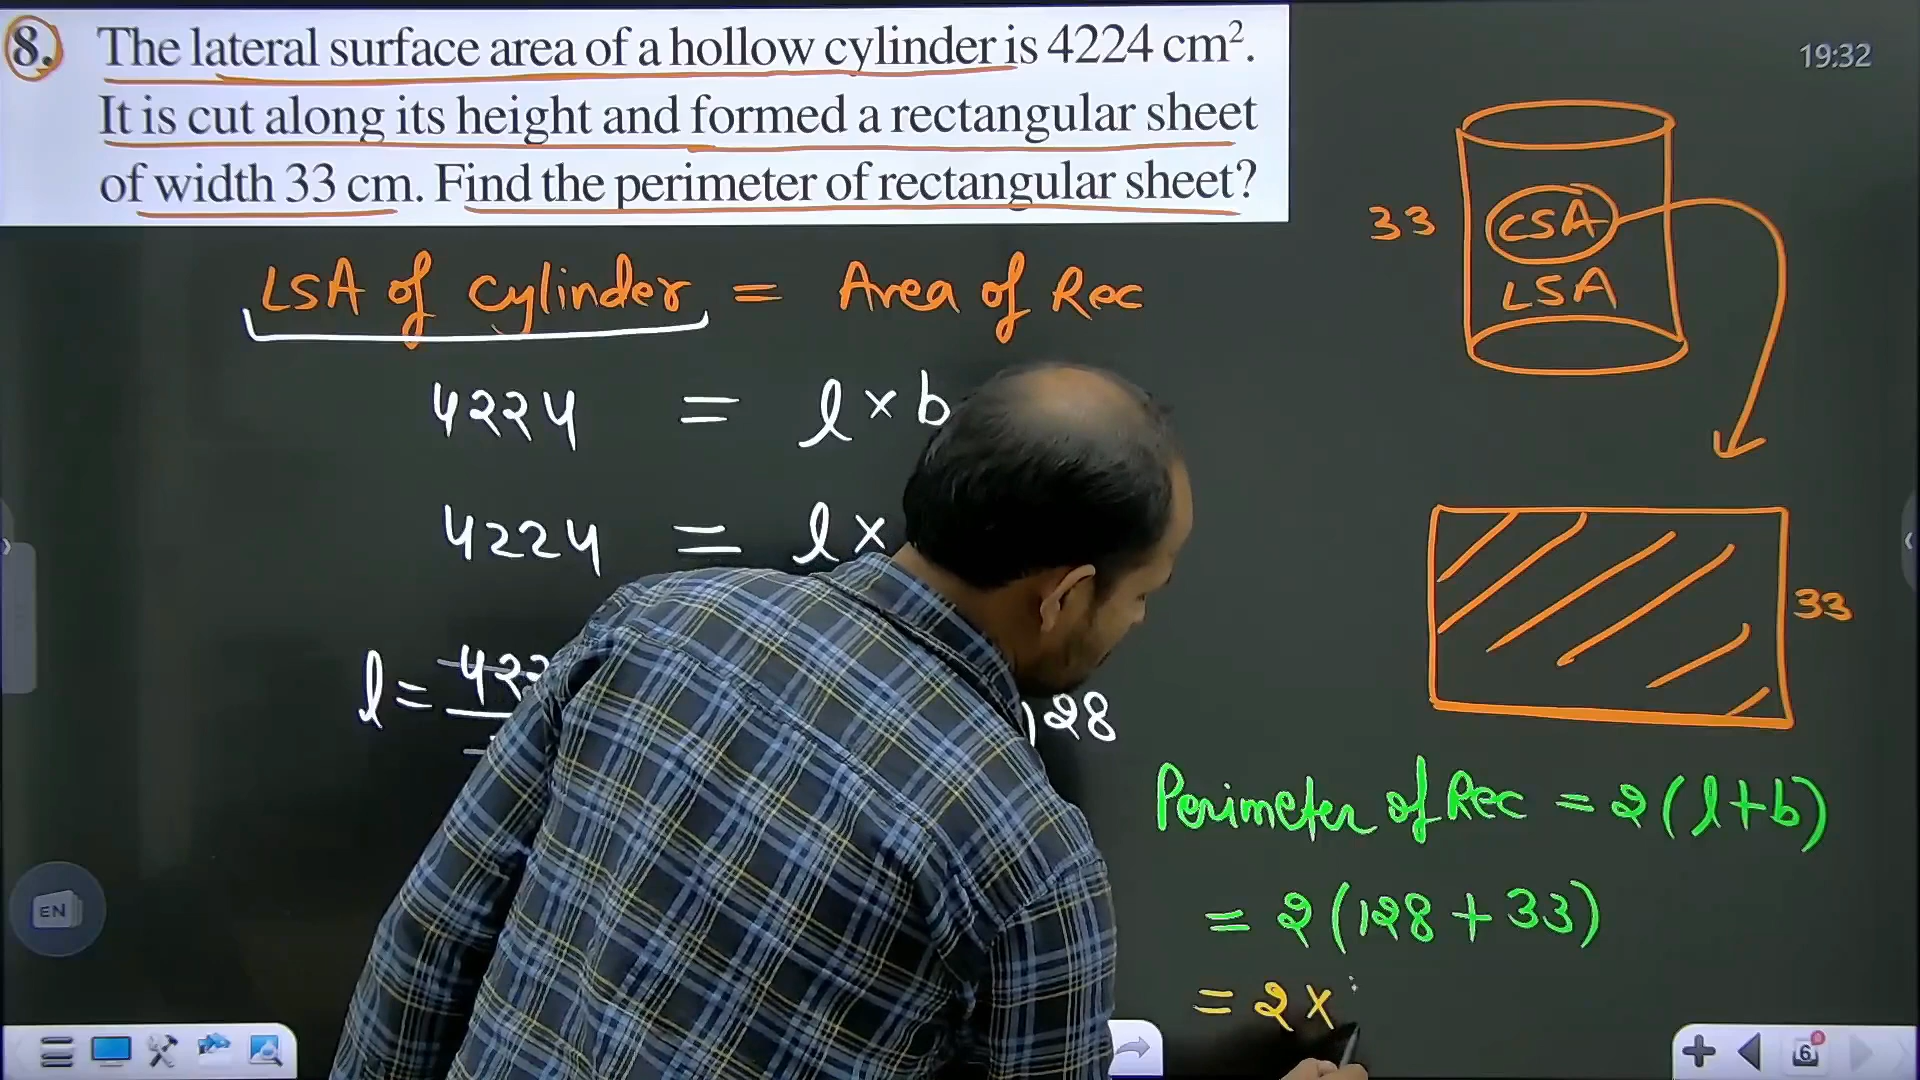 8. The lateral surface area of a hollow cylinder is 4224 cm².
It is cut along its height and formed a rectangular sheet
of width 33 cm. Find the perimeter of rectangular sheet?
19:32
33
CSA
LSA
LSA of cylinder = Area of Rec
4224 = l × b
4224 = l ×
33
l =
128
Perimeter of Rec = 2(l+b)
= 2(128 + 33)
= 2 ×
EN
6